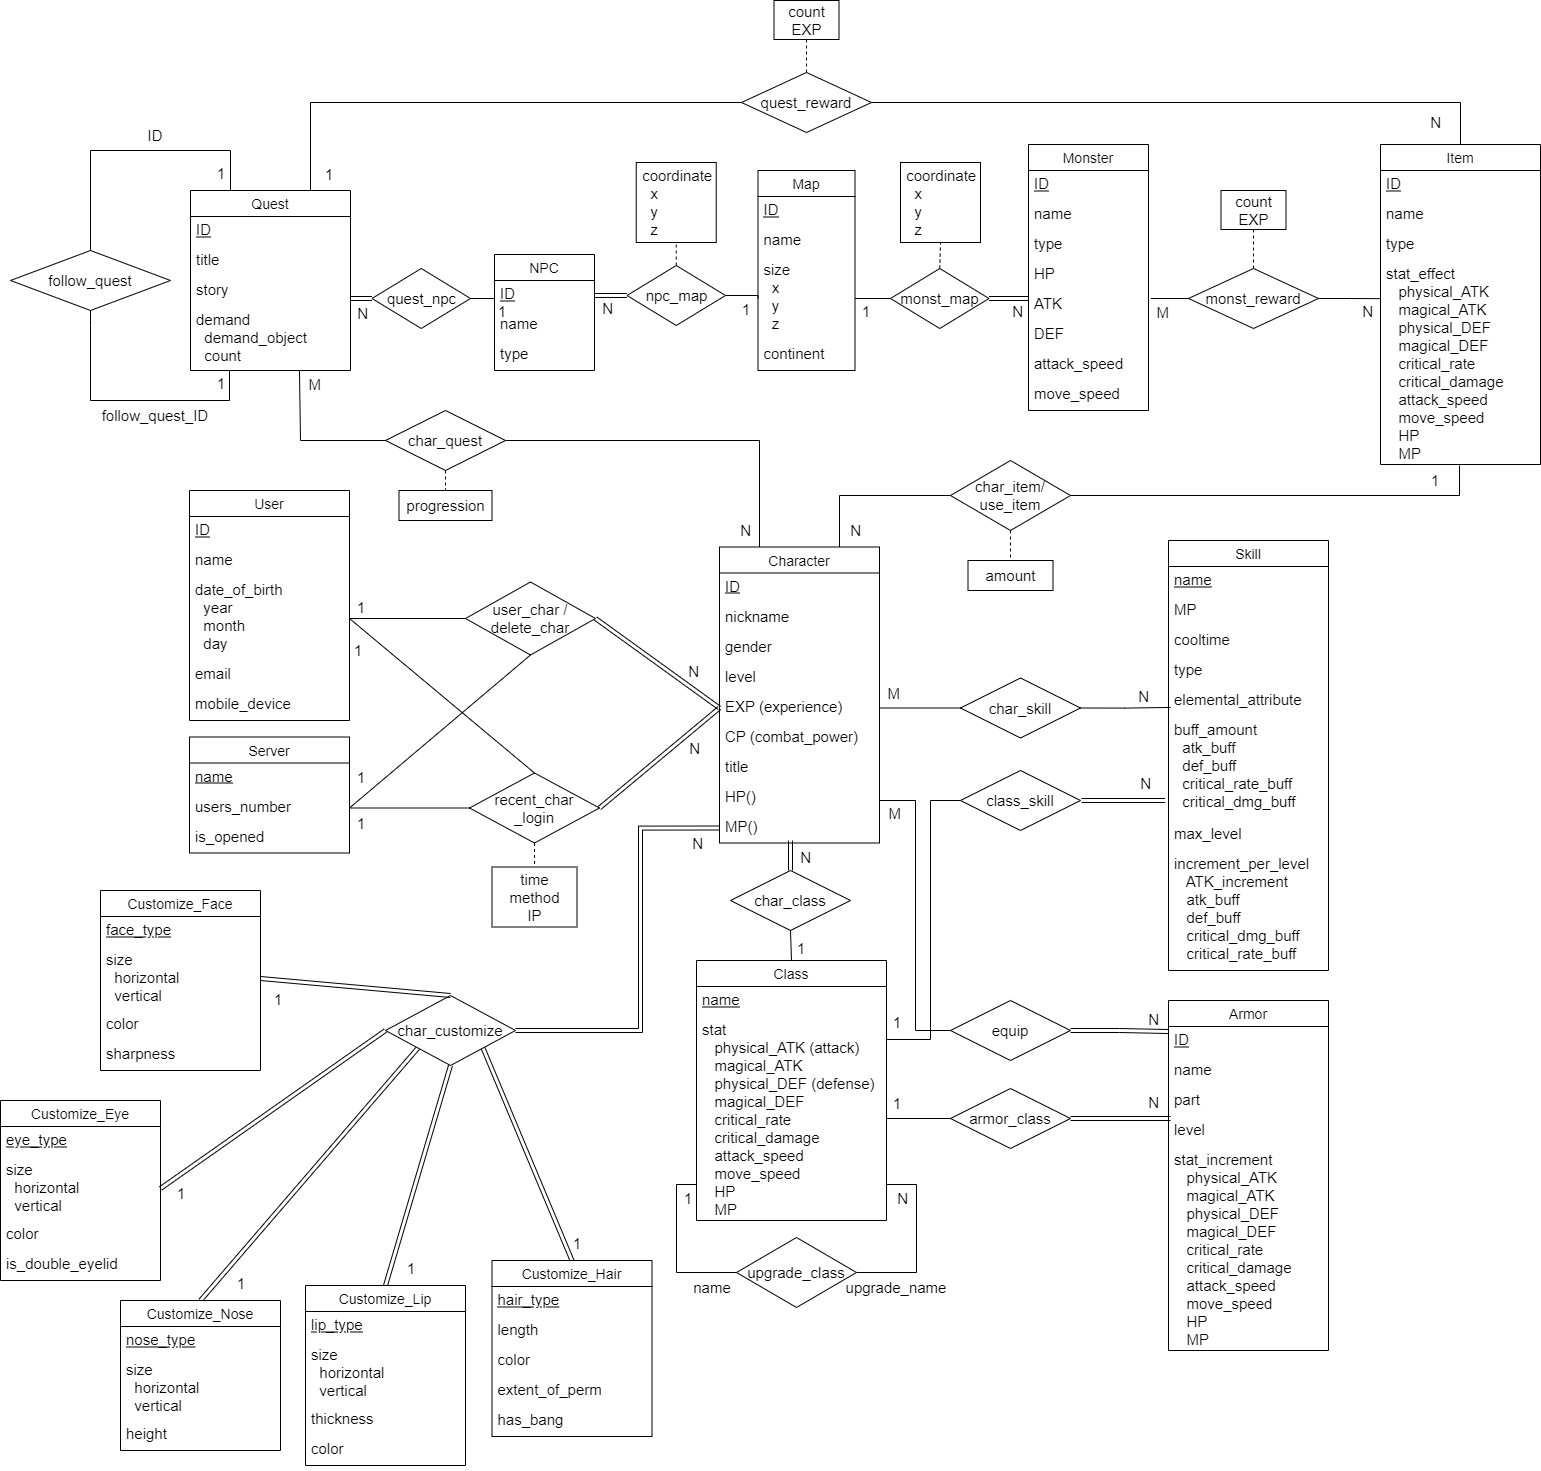 count
EXP
quest_reward
1
N
ID
1
follow_quest
1
follow_quest_ID
Quest
ID
title
story
demand
demand_object
count
N
quest_npc
1
NPC
ID
name
type
N
coordinate
x
y
z
npc_map
1
Map
ID
name
size
x
y
z
continent
1
coordinate
x
y
z
monst_map
N
Monster
ID
name
type
HP
ATK
DEF
attack_speed
move_speed
M
count
EXP
monst_reward
N
Item
ID
name
type
stat_effect
physical_ATK
magical_ATK
physical_DEF
magical_DEF
critical_rate
critical_damage
attack_speed
move_speed
HP
MP
M
char_quest
progression
N
1
char_item/
use_item
amount
N
User
ID
name
date_of_birth
year
month
day
email
mobile_device
1
1
user_char /
delete_char
N
Server
name
users_number
is_opened
1
1
recent_char
_login
time
method
IP
N
Character
ID
nickname
gender
level
EXP (experience)
CP (combat_power)
title
HP()
MP()
N
M
char_skill
N
M
class_skill
N
Skill
name
MP
cooltime
type
elemental_attribute
buff_amount
atk_buff
def_buff
critical_rate_buff
critical_dmg_buff
max_level
increment_per_level
ATK_increment
atk_buff
def_buff
critical_dmg_buff
critical_rate_buff
N
char_class
1
Class
name
stat
physical_ATK (attack)
magical_ATK
physical_DEF (defense)
magical_DEF
critical_rate
critical_damage
attack_speed
move_speed
HP
MP
1
equip
N
1
armor_class
N
Armor
ID
name
part
level
stat_increment
physical_ATK
magical_ATK
physical_DEF
magical_DEF
critical_rate
critical_damage
attack_speed
move_speed
HP
MP
1
N
name
upgrade_class
upgrade_name
Customize_Face
face_type
size
horizontal
vertical
color
sharpness
1
char_customize
Customize_Eye
eye_type
size
horizontal
vertical
color
is_double_eyelid
1
Customize_Nose
nose_type
size
horizontal
vertical
height
1
Customize_Lip
lip_type
size
horizontal
vertical
thickness
color
1
Customize_Hair
hair_type
length
color
extent_of_perm
has_bang
1